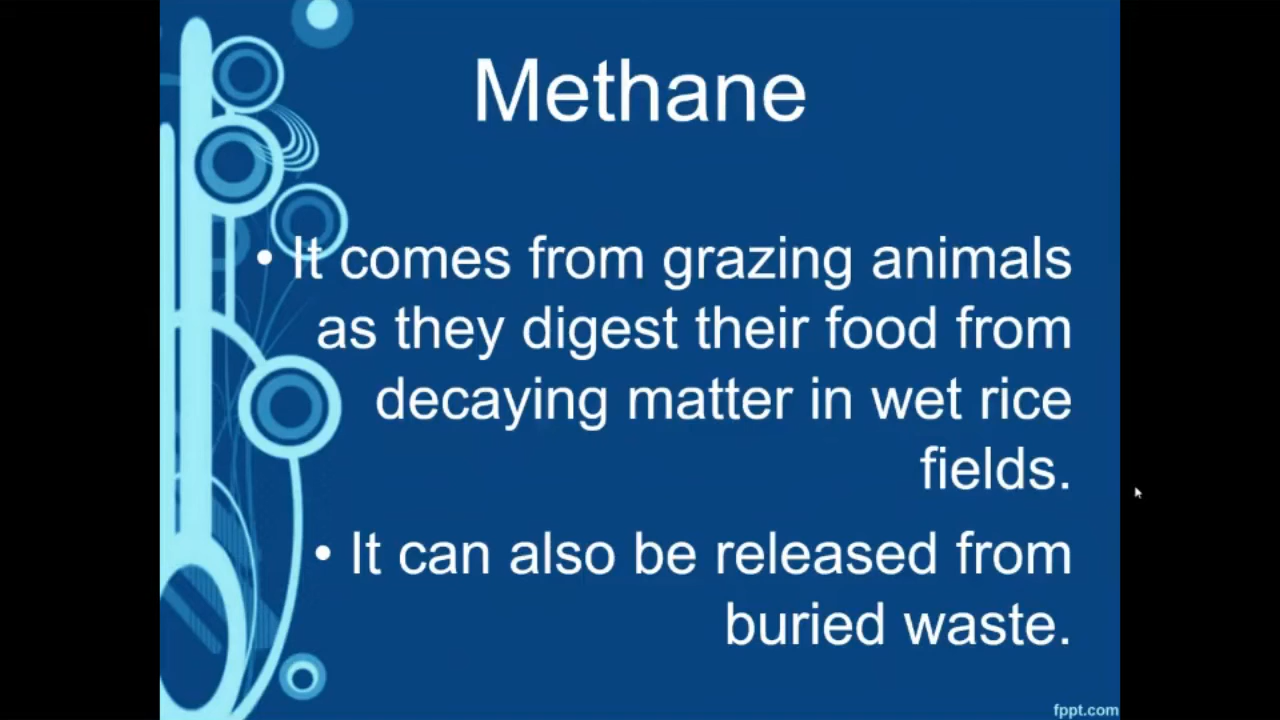 Methane
• It comes from grazing animals
as they digest their food from
decaying matter in wet rice
fields.
• It can also be released from
buried waste.
fppt.com